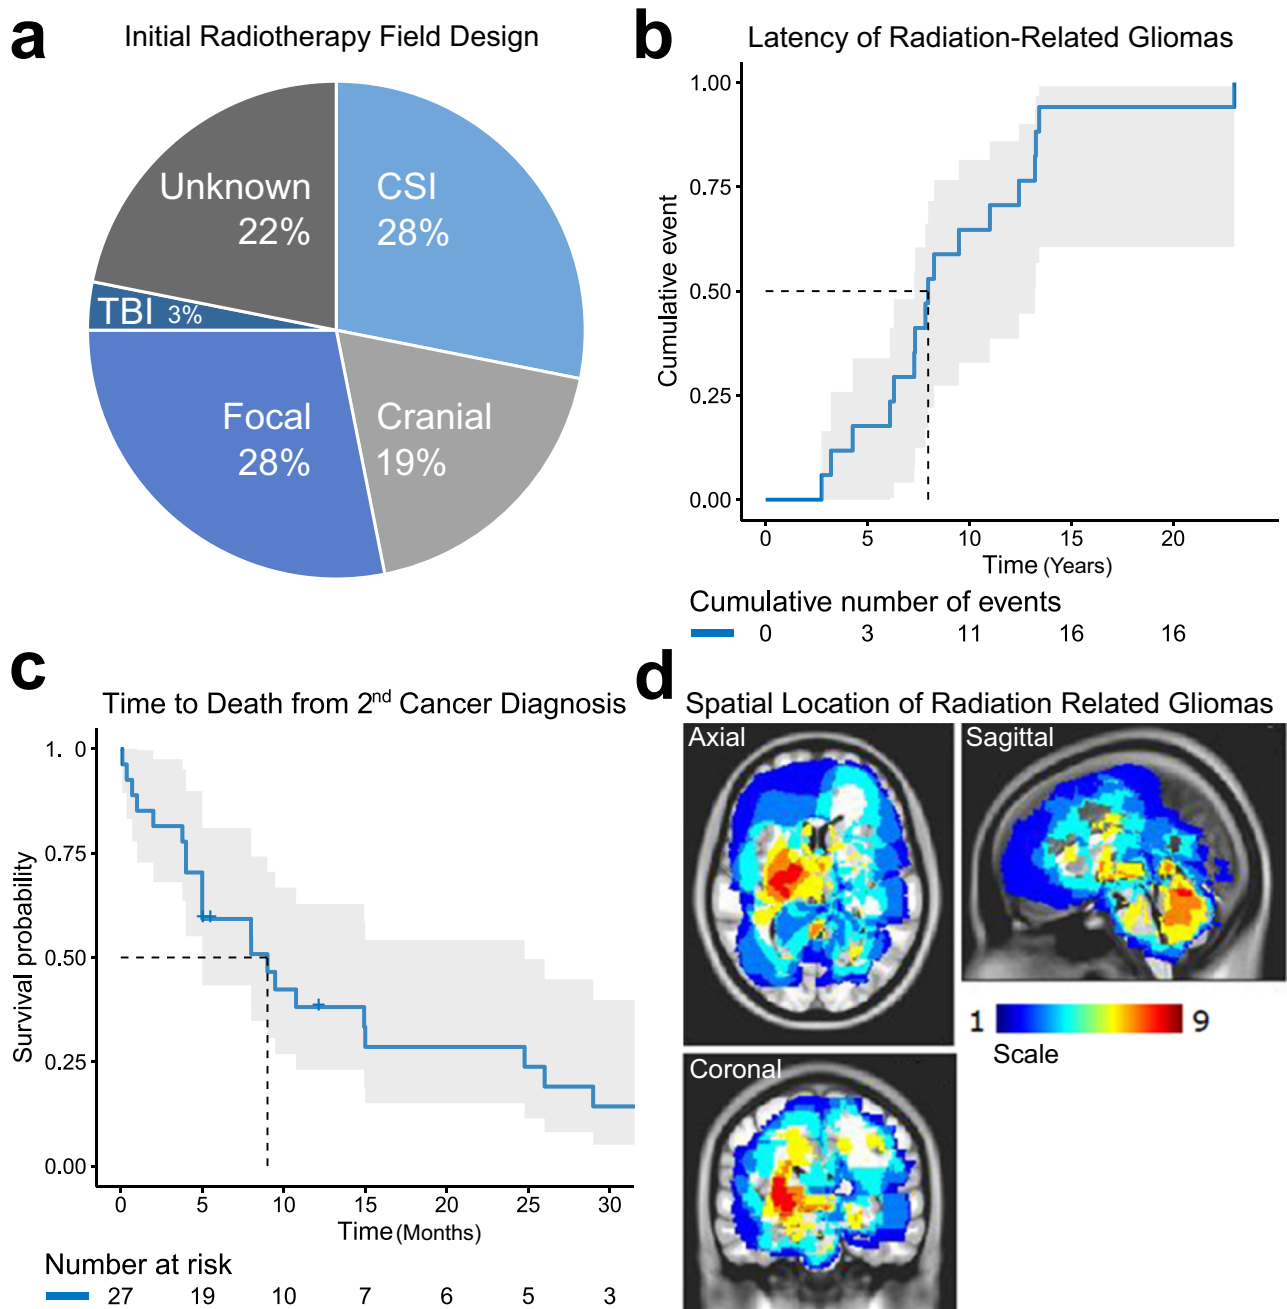 a
Initial Radiotherapy Field Design
Unknown
22%
CSI
28%
TBI 3%
Focal
28%
Cranial
19%
b
Latency of Radiation-Related Gliomas
Cumulative event
1.00
0.75
0.50
0.25
0.00
0 5 10 15 20
Time (Years)
Cumulative number of events
0 3 11 16 16
c
Time to Death from 2nd Cancer Diagnosis
Survival probability
1. 0
0.75
0.50
0.25
0.00
0 5 10 15 20 25 30
Time (Months)
Number at risk
27 19 10 7 6 5 3
d
Spatial Location of Radiation Related Gliomas
Axial
Sagittal
1 9
Scale
Coronal